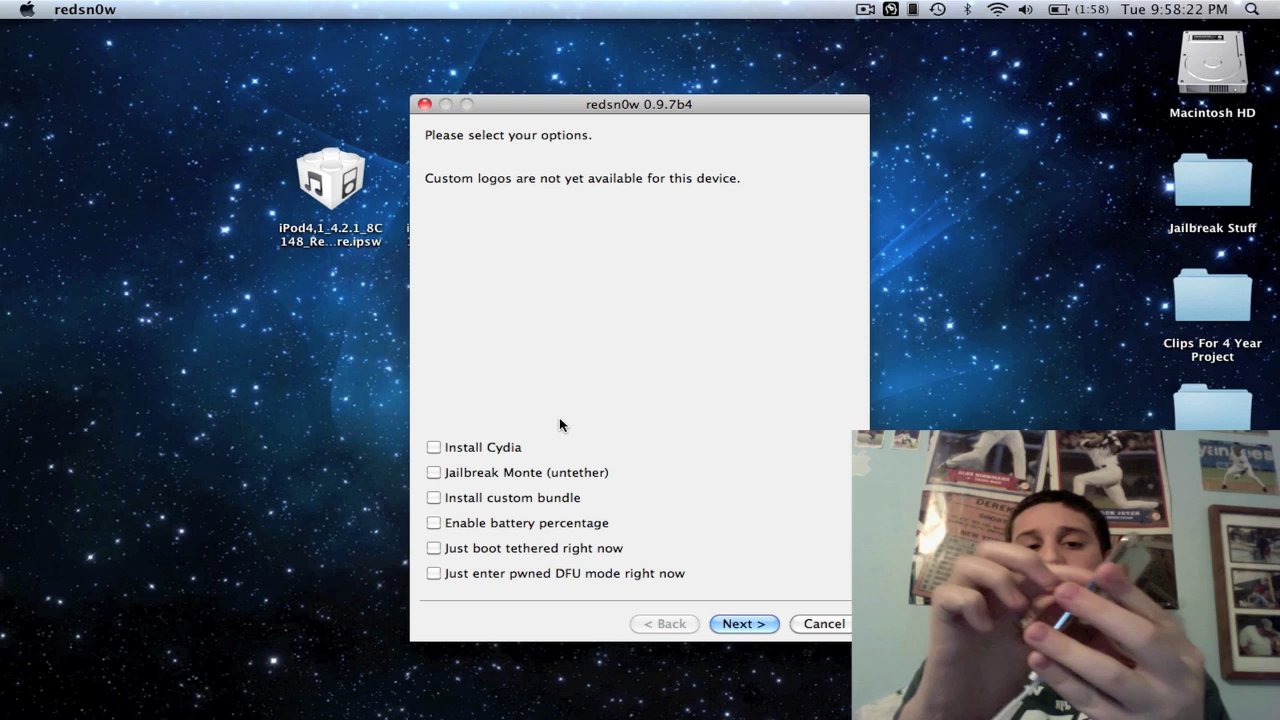 redsn0w
(1:58)
Tue 9:58:22 PM
redsn0w 0.9.7b4
Please select your options.
Custom logos are not yet available for this device.
iPod4,1_4.2.1_8C
148_Re...re.ipsw
Macintosh HD
Jailbreak Stuff
Clips For 4 Year
Project
Install Cydia
Jailbreak Monte (untether)
Install custom bundle
Enable battery percentage
Just boot tethered right now
Just enter pwned DFU mode right now
< Back
Next >
Cancel
DEREK